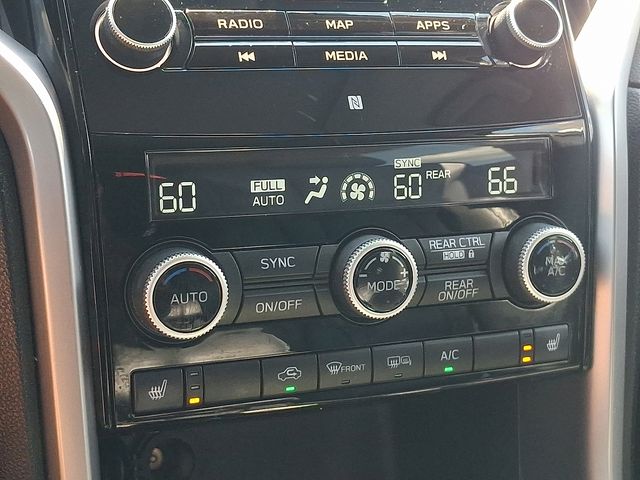 RADIO MAP APPS
MEDIA
N
SYNC
60 FULL AUTO 60 REAR 66
SYNC REAR CTRL
HOLD
AUTO MODE MAX A/C
ON/OFF REAR ON/OFF
FRONT A/C